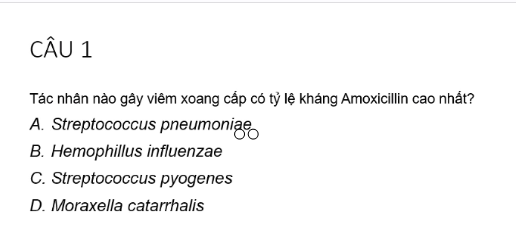 CÂU 1
Tác nhân nào gây viêm xoang cấp có tỷ lệ kháng Amoxicillin cao nhất?
A. Streptococcus pneumoniae
B. Hemophillus influenzae
C. Streptococcus pyogenes
D. Moraxella catarrhalis